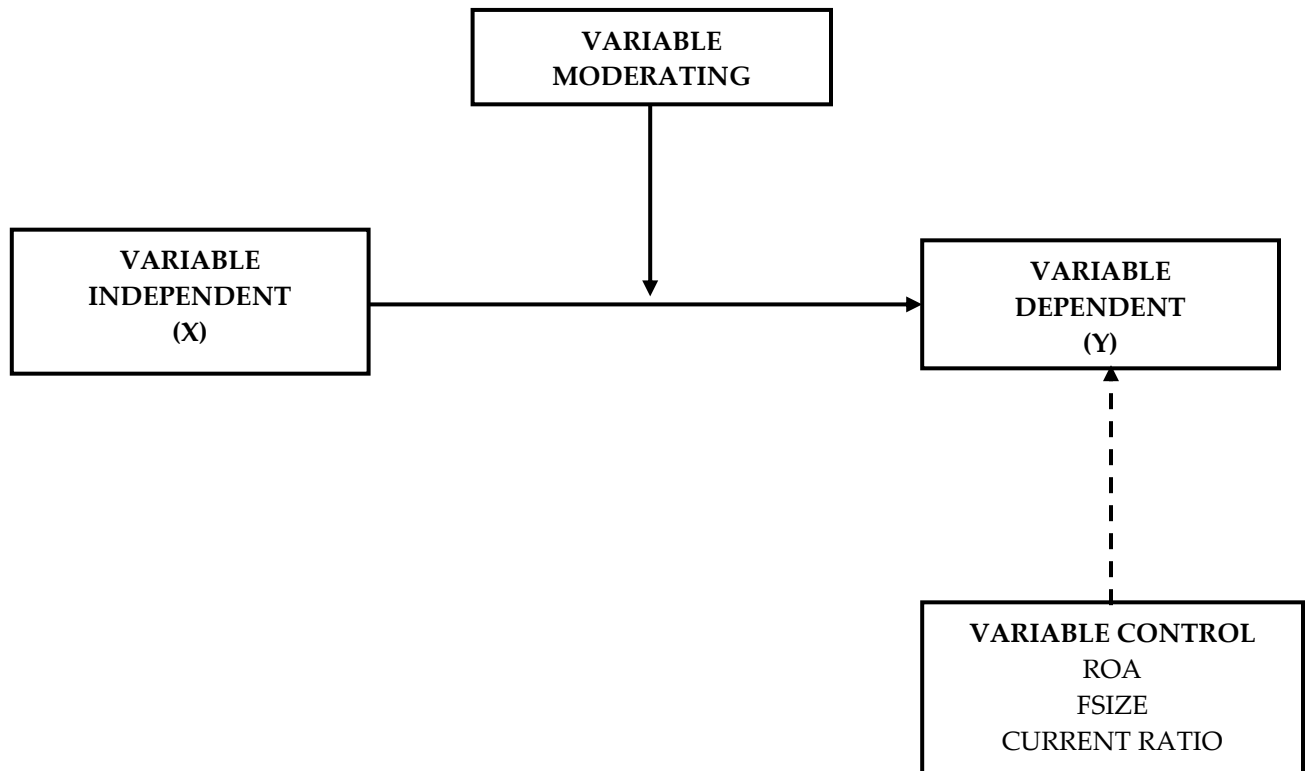 VARIABLE
MODERATING
VARIABLE
INDEPENDENT
(X)
VARIABLE
DEPENDENT
(Y)
VARIABLE CONTROL
ROA
FSIZE
CURRENT RATIO